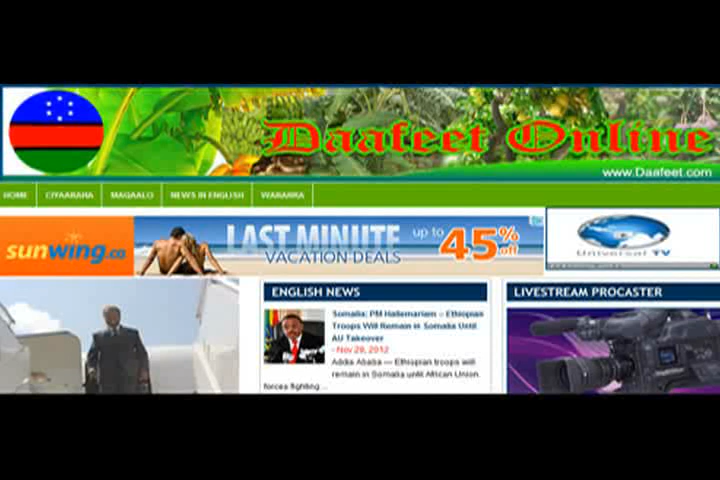 Daafeet Online
www.Daafeet.com
HOME
CIYAARAHA
MAQAALO
NEWS IN ENGLISH
WARARKA
sunwing.ca
LAST MINUTE
VACATION DEALS
up to
45% off
Universal TV
ENGLISH NEWS
Somalia: PM Hailemariam – Ethiopian
Troops Will Remain in Somalia Until
AU Takeover
- Nov 29, 2012
Addis Ababa — Ethiopian troops will
remain in Somalia until African Union
forces fighting ...
LIVESTREAM PROCASTER